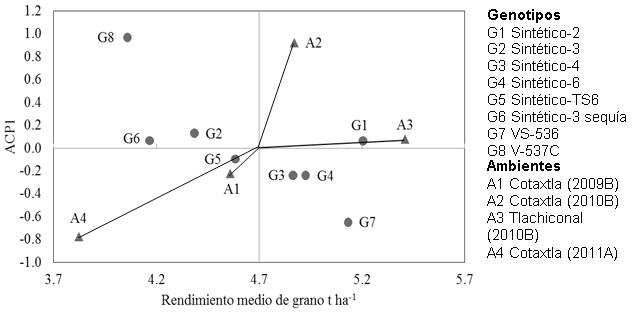 1.2
1.0
0.8
0.6
0.4
0.2
0.0
-0.2
-0.4
-0.6
-0.8
-1.0
ACP1
G8
A2
G6
G2
G1
A3
G5
A1
G3
G4
A4
G7
3.7
4.2
4.7
5.2
5.7
Rendimiento medio de grano t ha-1
Genotipos
G1 Sintético-2
G2 Sintético-3
G3 Sintético-4
G4 Sintético-6
G5 Sintético-TS6
G6 Sintético-3 sequía
G7 VS-536
G8 V-537C
Ambientes
A1 Cotaxtla (2009B)
A2 Cotaxtla (2010B)
A3 Tlachiconal
(2010B)
A4 Cotaxtla (2011A)